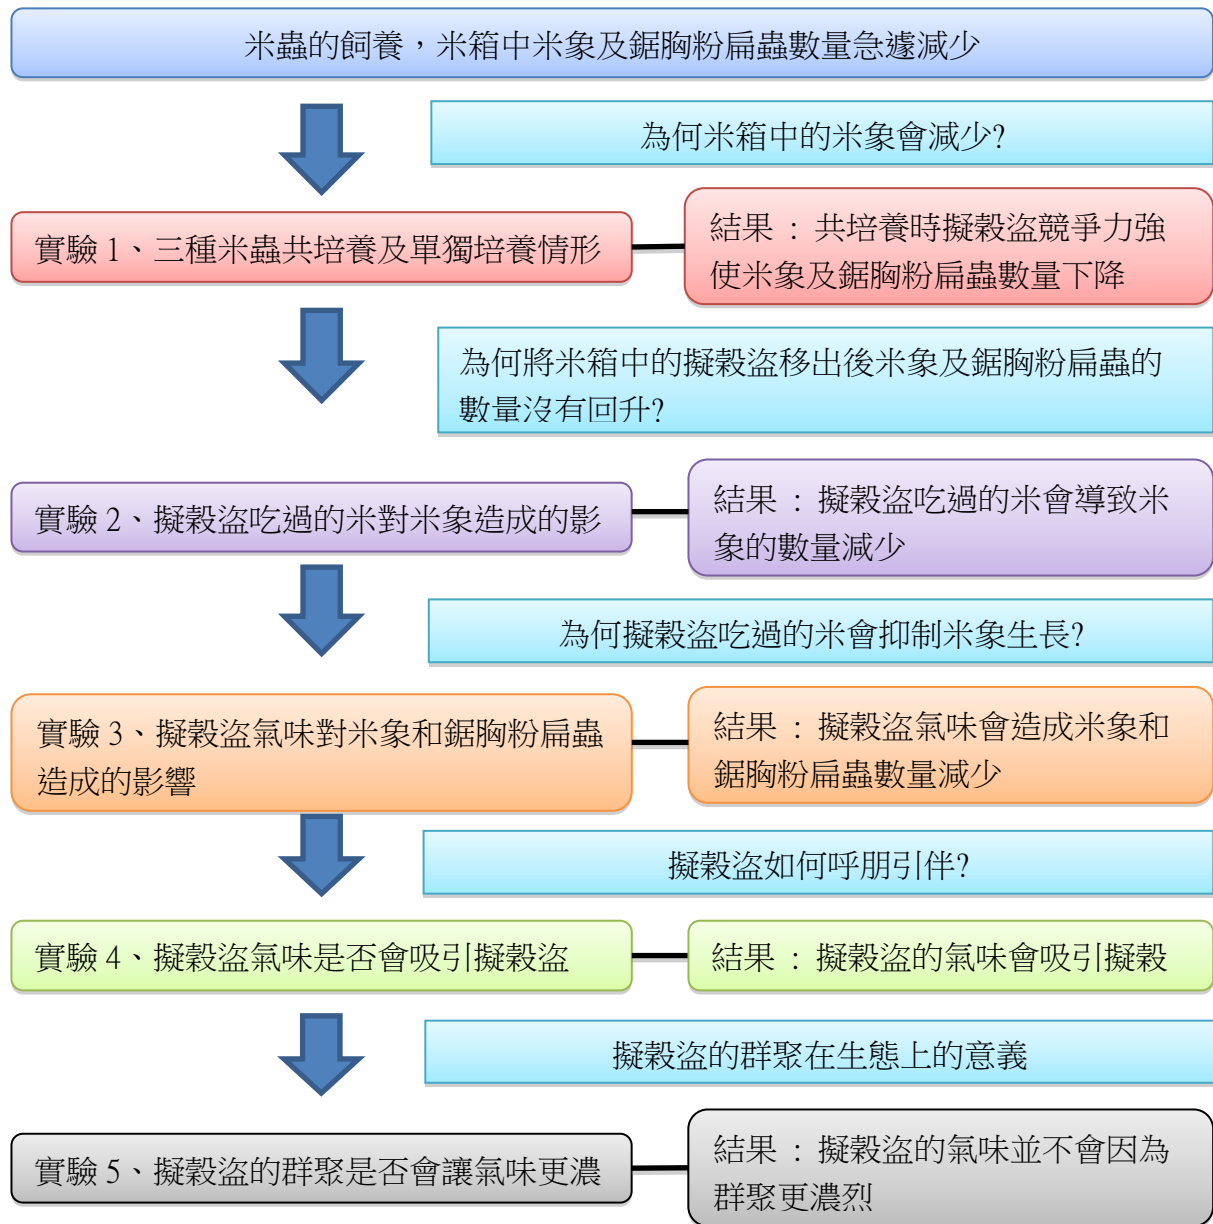 米蟲的飼養，米箱中米象及鋸胸粉扁蟲數量急遽減少
為何米箱中的米象會減少?
實驗 1、三種米蟲共培養及單獨培養情形
結果 : 共培養時擬穀盜競爭力強
使米象及鋸胸粉扁蟲數量下降
為何將米箱中的擬穀盜移出後米象及鋸胸粉扁蟲的
數量沒有回升?
實驗 2、擬穀盜吃過的米對米象造成的影
結果 : 擬穀盜吃過的米會導致米
象的數量減少
為何擬穀盜吃過的米會抑制米象生長?
實驗 3、擬穀盜氣味對米象和鋸胸粉扁蟲
造成的影響
結果 : 擬穀盜氣味會造成米象和
鋸胸粉扁蟲數量減少
擬穀盜如何呼朋引伴?
實驗 4、擬穀盜氣味是否會吸引擬穀盜
結果 : 擬穀盜的氣味會吸引擬穀
擬穀盜的群聚在生態上的意義
實驗 5、擬穀盜的群聚是否會讓氣味更濃
結果 : 擬穀盜的氣味並不會因為
群聚更濃烈